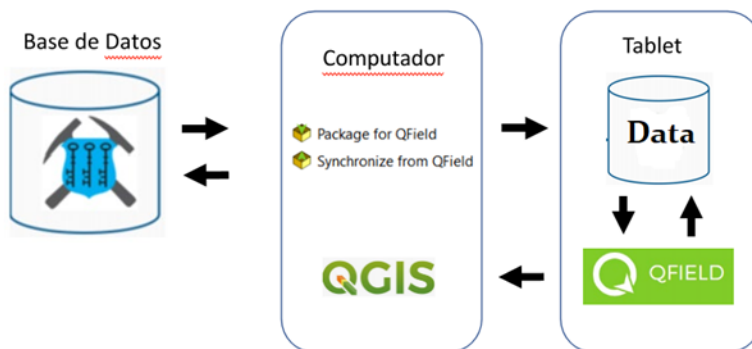 Base de Datos
Computador
Package for QField
Synchronize from QField
QGIS
Tablet
Data
QFIELD